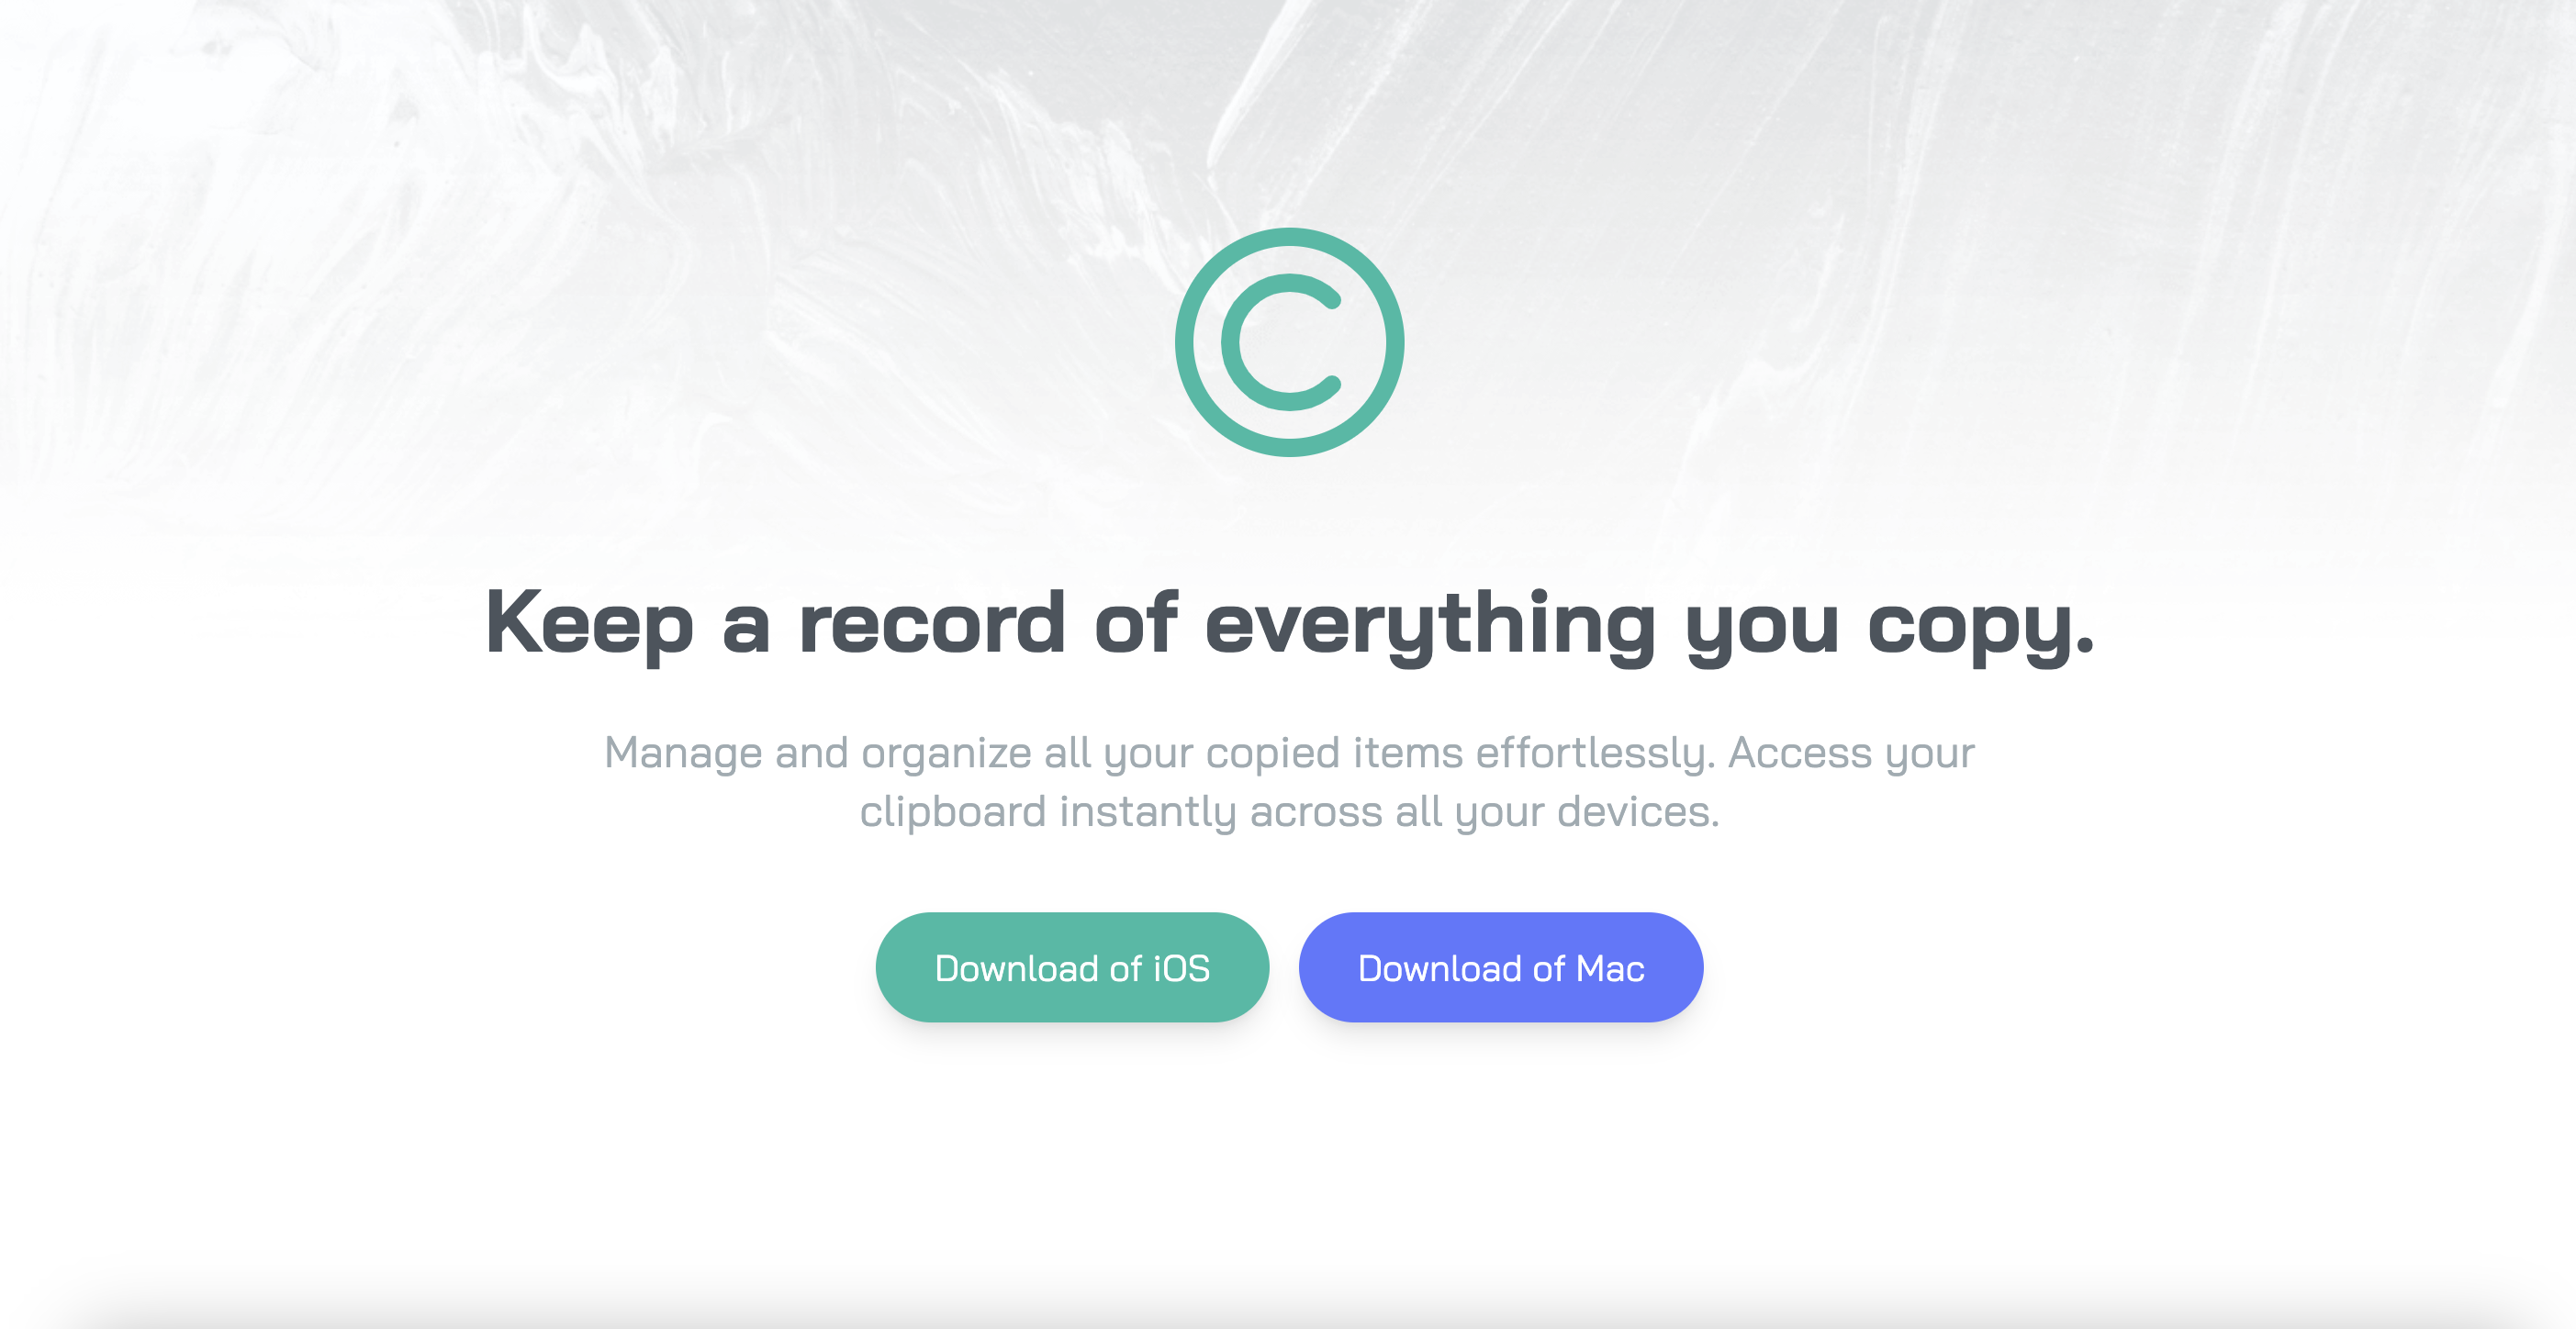 ©
Keep a record of everything you copy.
Manage and organize all your copied items effortlessly. Access your
clipboard instantly across all your devices.
Download of iOS
Download of Mac